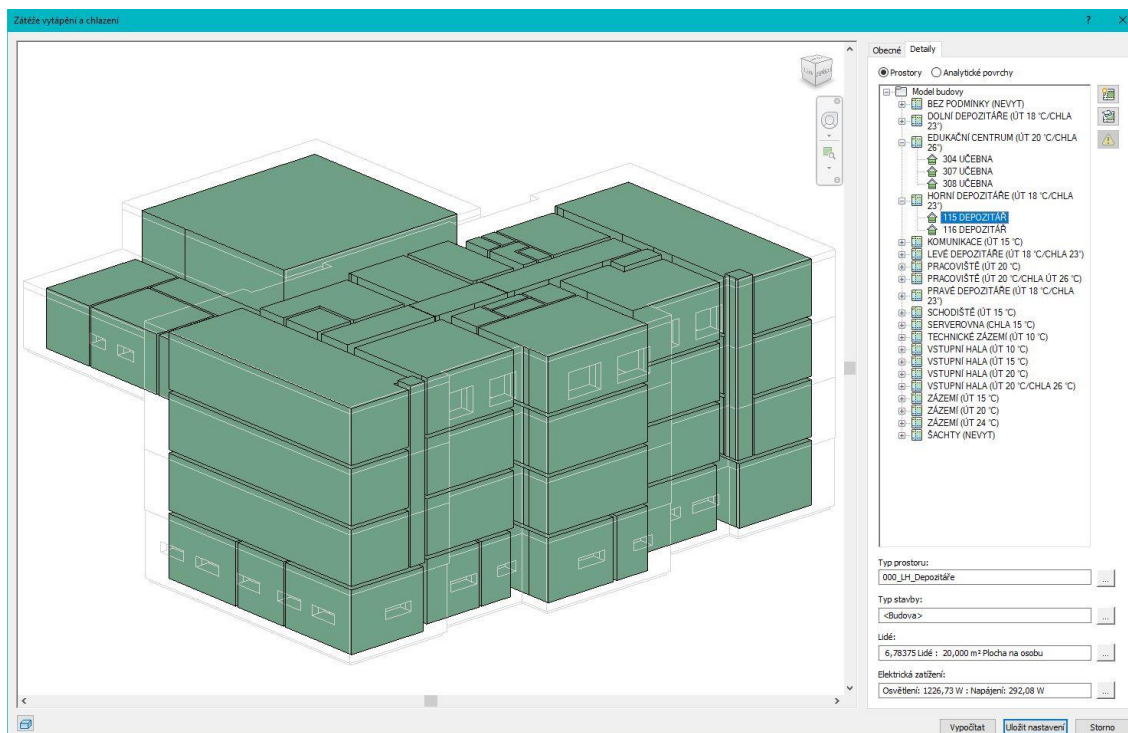 Zátěže vytápění a chlazení
? X
Obecné Detaily
Prostory Analytické povrchy
Model budovy
BEZ PODMÍNKY (NEVYT)
DOLNÍ DEPOZITÁŘE (ÚT 18 °C/CHLA
23°)
EDUKAČNÍ CENTRUM (ÚT 20 °C/CHLA
26°)
304 UČEBNA
307 UČEBNA
308 UČEBNA
HORNÍ DEPOZITÁŘE (ÚT 18 °C/CHLA
23°)
115 DEPOZITÁŘ
116 DEPOZITÁŘ
KOMUNIKACE (ÚT 15 °C)
LEVÉ DEPOZITÁŘE (ÚT 18 °C/CHLA 23°)
PRACOVIŠTĚ (ÚT 20 °C)
PRACOVIŠTĚ (ÚT 20 °C/CHLA ÚT 26 °C)
PRAVÉ DEPOZITÁŘE (ÚT 18 °C/CHLA
23°)
SCHODIŠTĚ (ÚT 15 °C)
SERVEROVNA (CHLA 15 °C)
TECHNICKÉ ZÁZEMÍ (ÚT 10 °C)
VSTUPNÍ HALA (ÚT 10 °C)
VSTUPNÍ HALA (ÚT 15 °C)
VSTUPNÍ HALA (ÚT 20 °C)
VSTUPNÍ HALA (ÚT 20 °C/CHLA 26 °C)
ZÁZEMÍ (ÚT 15 °C)
ZÁZEMÍ (ÚT 20 °C)
ZÁZEMÍ (ÚT 24 °C)
ŠACHTY (NEVYT)
Typ prostoru:
000_LH_Depozitáře ...
Typ stavby:
<Budova> ...
Lidé:
6,78375 Lidé : 20,000 m² Plocha na osobu ...
Elektrická zatížení:
Osvětlení: 1226,73 W : Napájení: 292,08 W ...
Vypočítat Uložit nastavení Storno